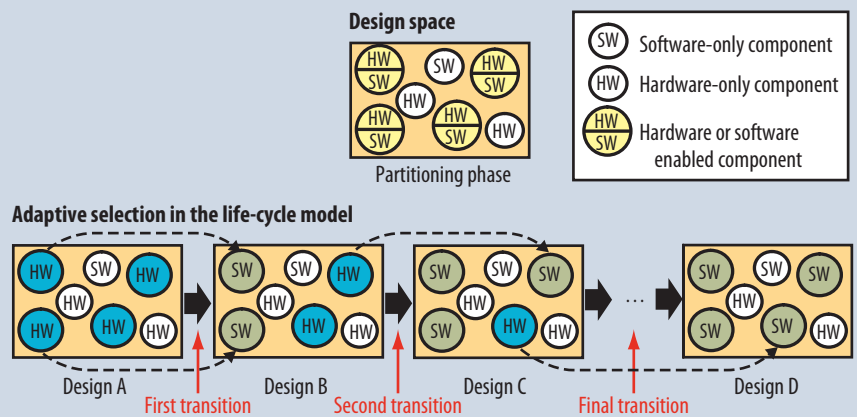 Design space
HW
SW
SW
HW
SW
HW
HW
SW
HW
SW
HW
Partitioning phase
SW
Software-only component
HW
Hardware-only component
HW
SW
Hardware or software
enabled component
Adaptive selection in the life-cycle model
HW
SW
HW
HW
HW
HW
HW
Design A
First transition
SW
SW
HW
HW
SW
HW
HW
Design B
Second transition
SW
SW
SW
HW
SW
HW
HW
Design C
...
Final transition
SW
SW
SW
HW
SW
SW
HW
Design D